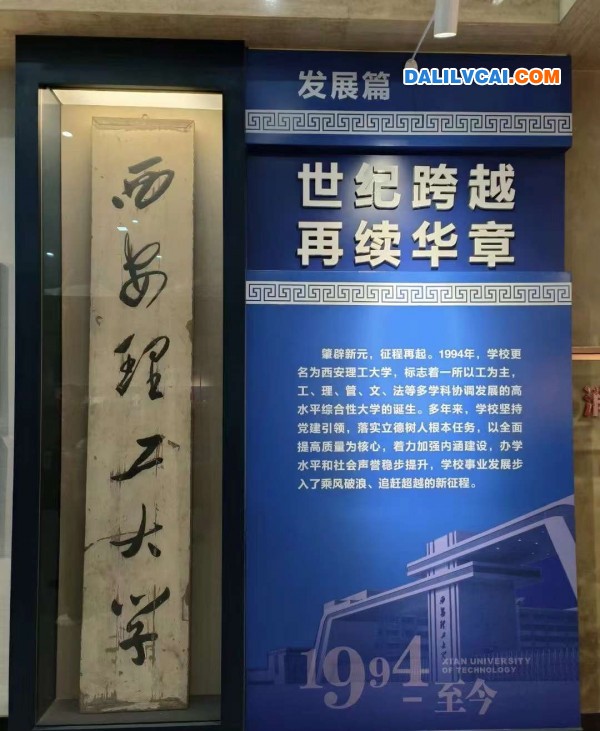 西安理工大学
发展篇
DALILVCAI.COM
世纪跨越
再续华章
肇辟新元，征程再起。1994年，学校更
名为西安理工大学，标志着一所以工为主，
工、理、管、文、法等多学科协调发展的高
水平综合性大学的诞生。多年来，学校坚持
党建引领，落实立德树人根本任务，以全面
提高质量为核心，着力加强内涵建设，办学
水平和社会声誉稳步提升，学校事业发展步
入了乘风破浪、追赶超越的新征程。
西安理工大学
XI'AN UNIVERSITY
OF TECHNOLOGY
1994
—至今